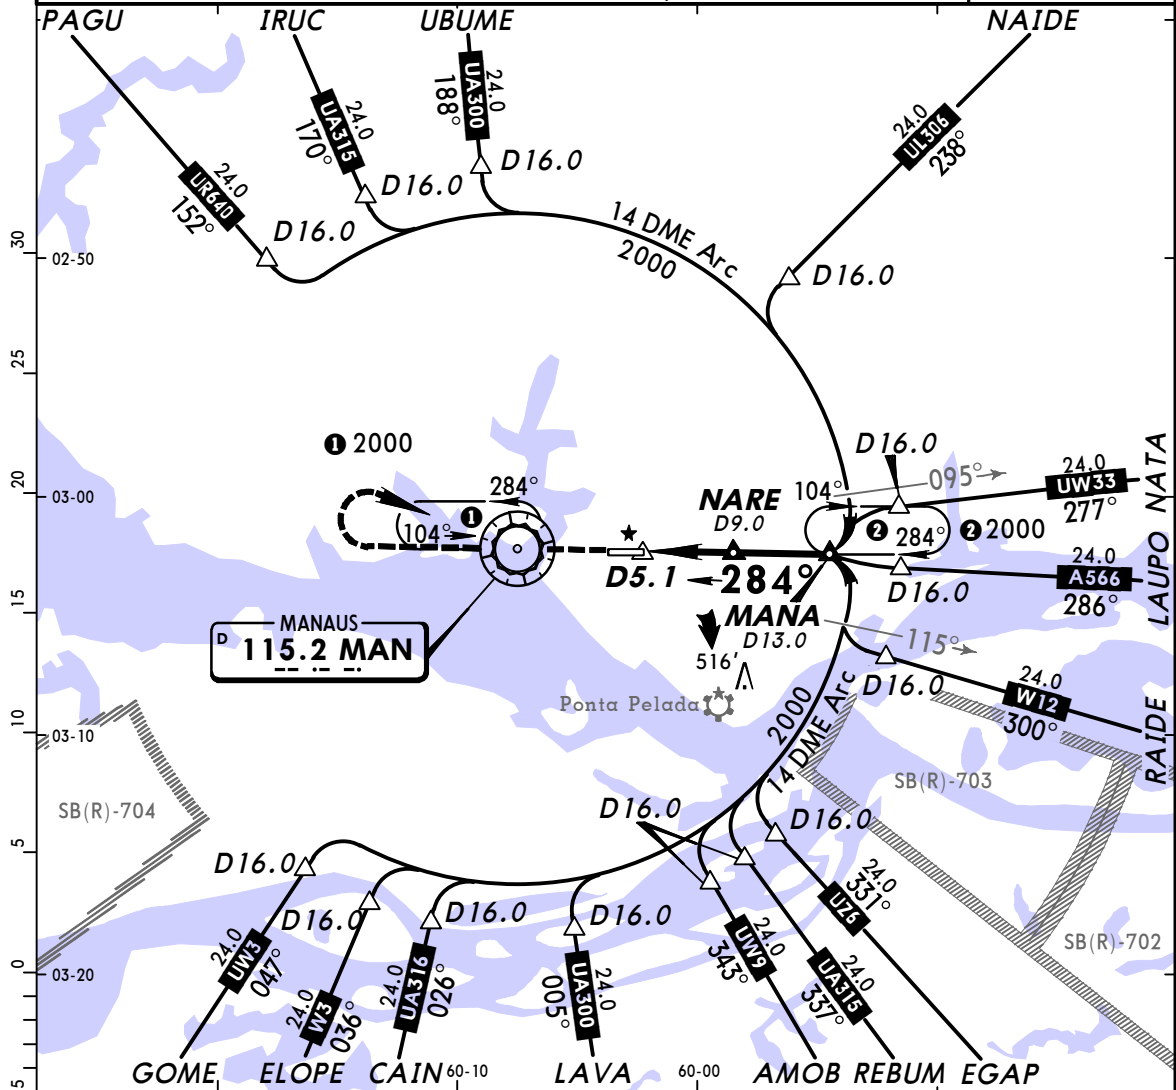 PAGU
IRUC
UBUME
NAIDE
24.0
UR640
152°
D16.0
24.0
UA315
170°
D16.0
24.0
UA300
188°
D16.0
24.0
UL306
238°
D16.0
14 DME Arc
2000
30
02-50
25
20
03-00
15
10
03-10
5
0
03-20
5
❶ 2000
284°
❶
104°
MANAUS
D 115.2 MAN
NARE
D9.0
D5.1
284°
MANA
D13.0
516'
Ponta Pelada
104°
❷
284°
❷ 2000
D16.0
095°
24.0
UW33
277°
NATA
24.0
A566
286°
D16.0
LAUPO
115°
D16.0
24.0
W12
300°
RAIDE
2000
14 DME Arc
SB(R)-703
SB(R)-702
SB(R)-704
D16.0
24.0
UW3
047°
GOME
D16.0
24.0
W3
036°
ELOPE
D16.0
24.0
UA316
026°
CAIN
60-10
D16.0
24.0
UA300
005°
LAVA
60-00
D16.0
24.0
UW9
343°
AMOB
24.0
UA315
337°
REBUM
D16.0
24.0
331°
UZ6
EGAP